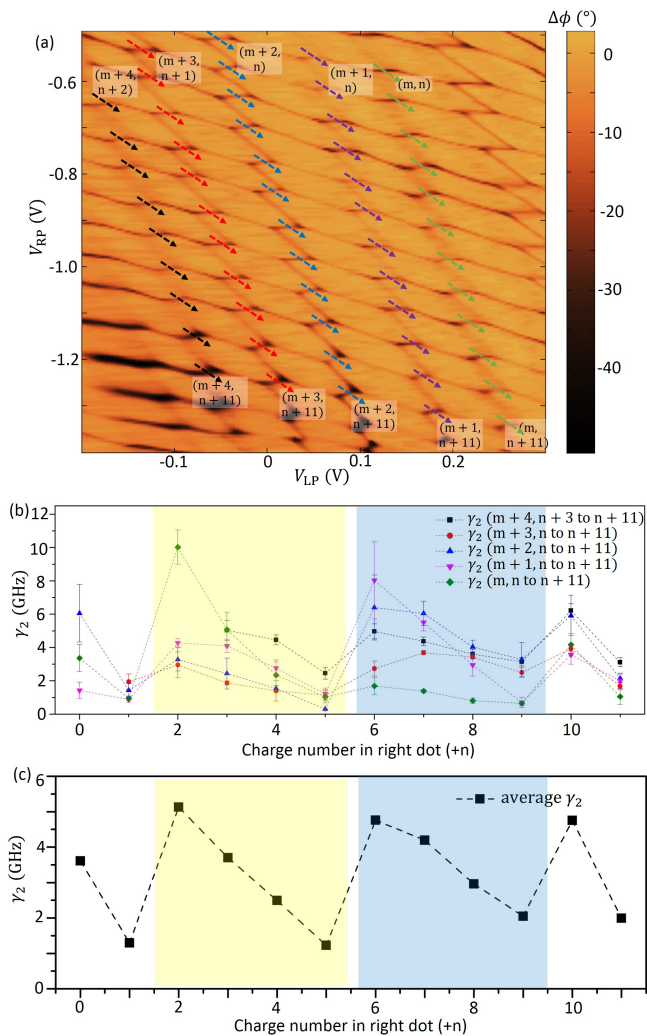 Δϕ (°)
(a)
0
-10
-20
-30
-40
-0.6
-0.8
-1.0
-1.2
V_RP (V)
(m + 4, n + 2)
(m + 3, n + 1)
(m + 2, n)
(m + 1, n)
(m, n)
(m + 4, n + 11)
(m + 3, n + 11)
(m + 2, n + 11)
(m + 1, n + 11)
(m, n + 11)
-0.1 0 0.1 0.2
V_LP (V)
(b)
γ₂ (m + 4, n + 3 to n + 11)
γ₂ (m + 3, n to n + 11)
γ₂ (m + 2, n to n + 11)
γ₂ (m + 1, n to n + 11)
γ₂ (m, n to n + 11)
12
10
8
6
4
2
0
γ₂ (GHz)
0 2 4 6 8 10
Charge number in right dot (+n)
(c)
average γ₂
6
4
2
0
γ₂ (GHz)
0 2 4 6 8 10
Charge number in right dot (+n)